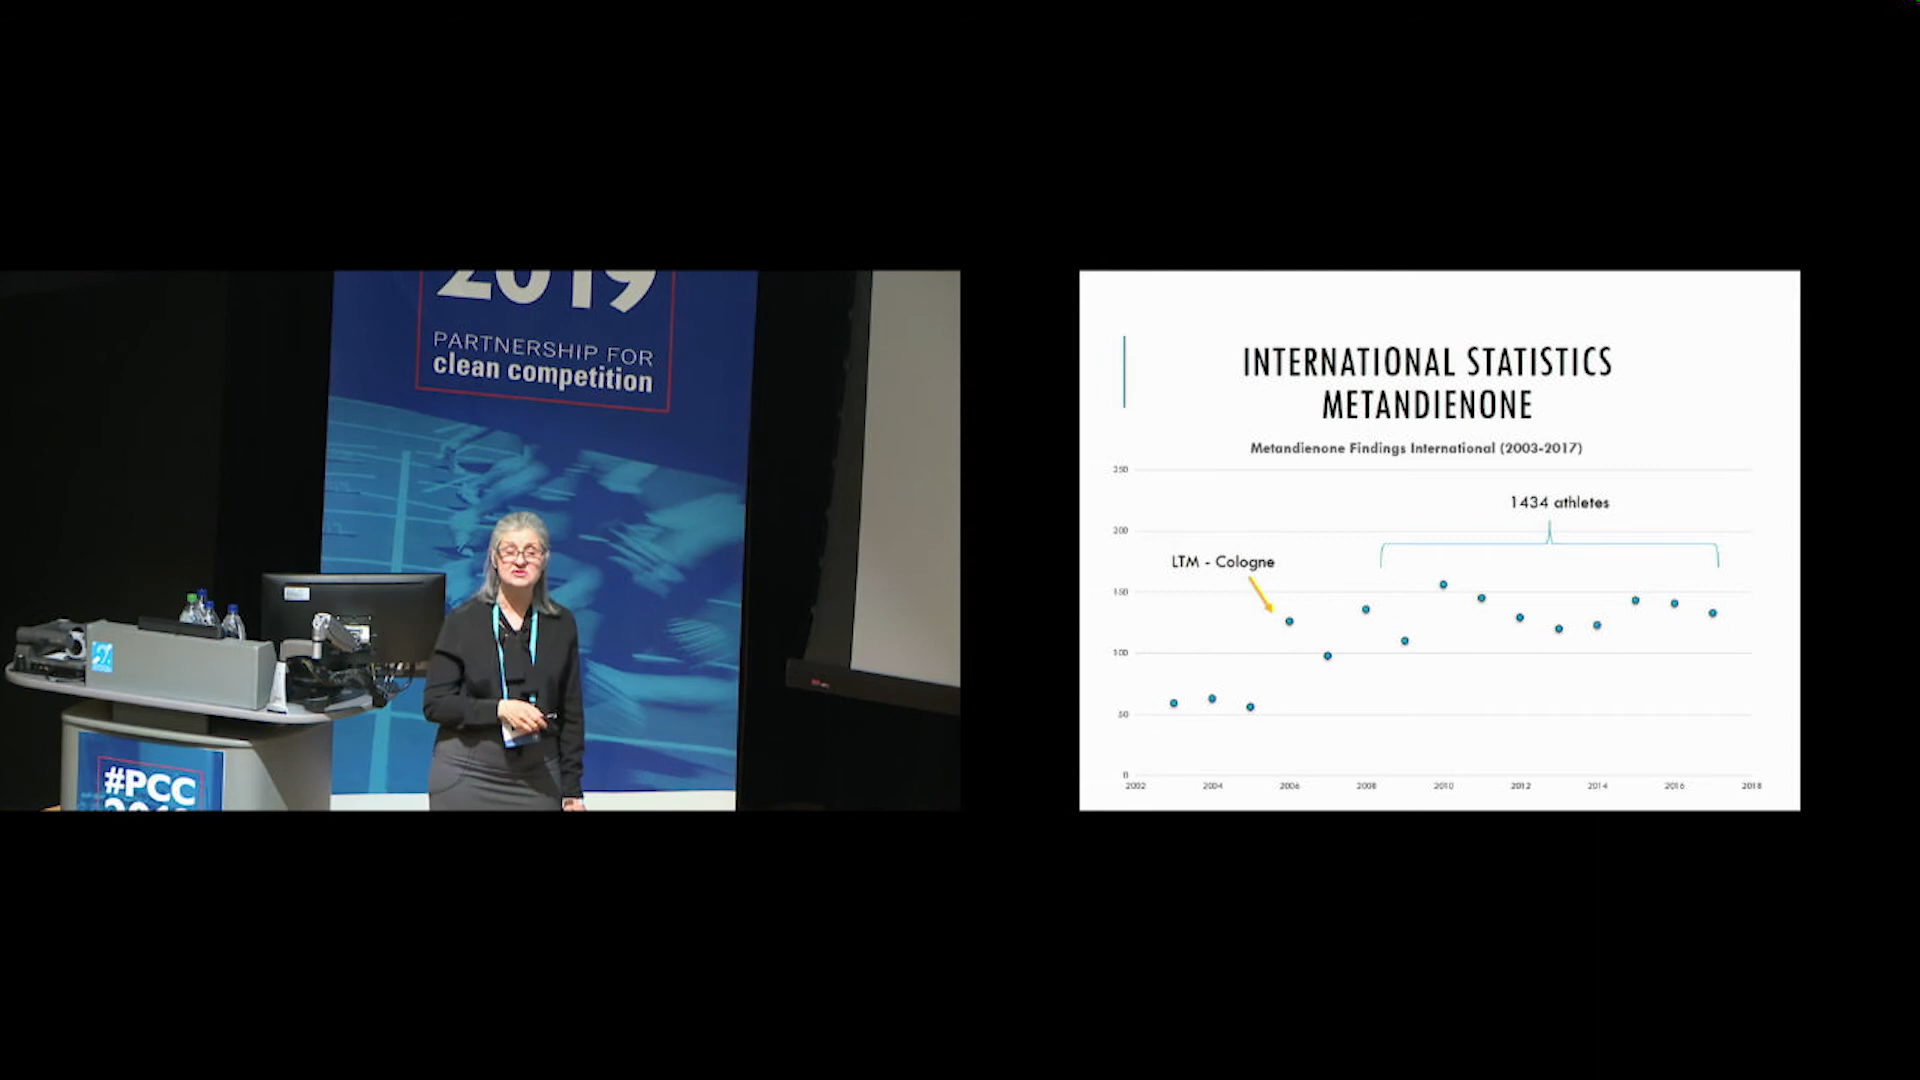 2019
PARTNERSHIP FOR
clean competition
#PCC
INTERNATIONAL STATISTICS
METANDIENONE
Metandienone Findings International (2003-2017)
250
1434 athletes
200
LTM - Cologne
150
100
50
0
2002 2004 2006 2008 2010 2012 2014 2016 2018